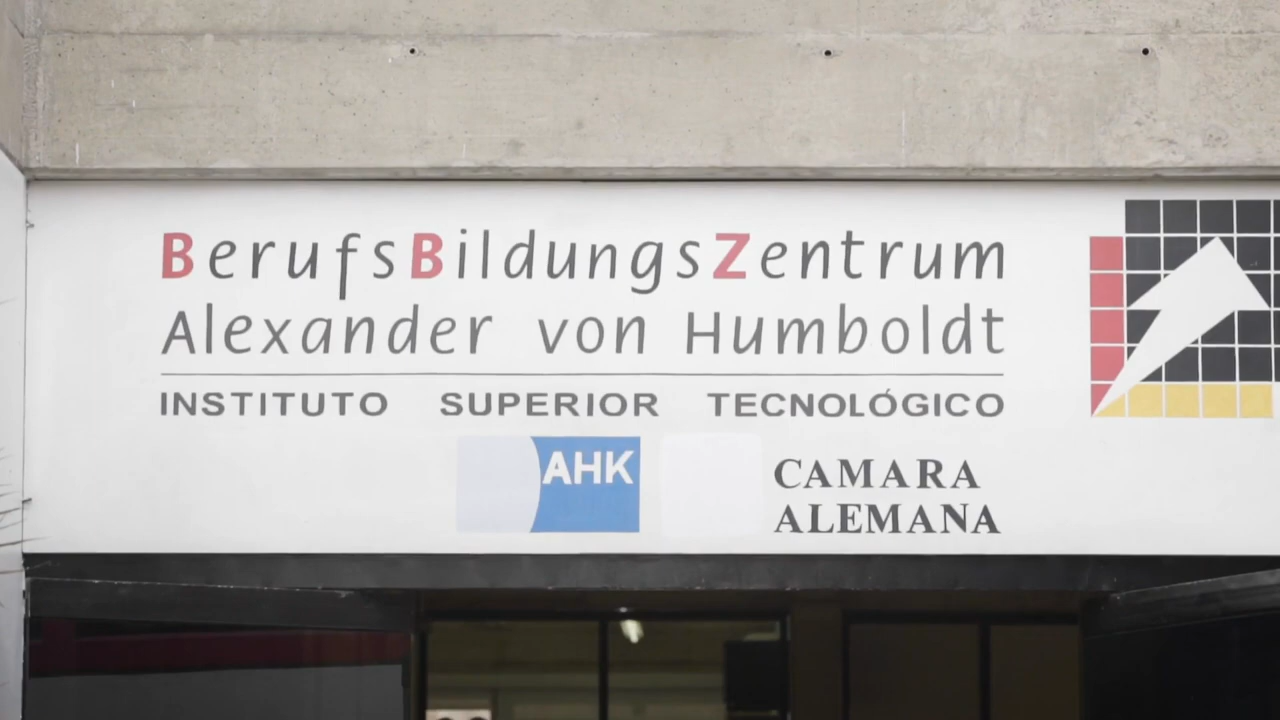 BerufsBildungsZentrum
Alexander von Humboldt
INSTITUTO SUPERIOR TECNOLÓGICO
AHK
CAMARA
ALEMANA